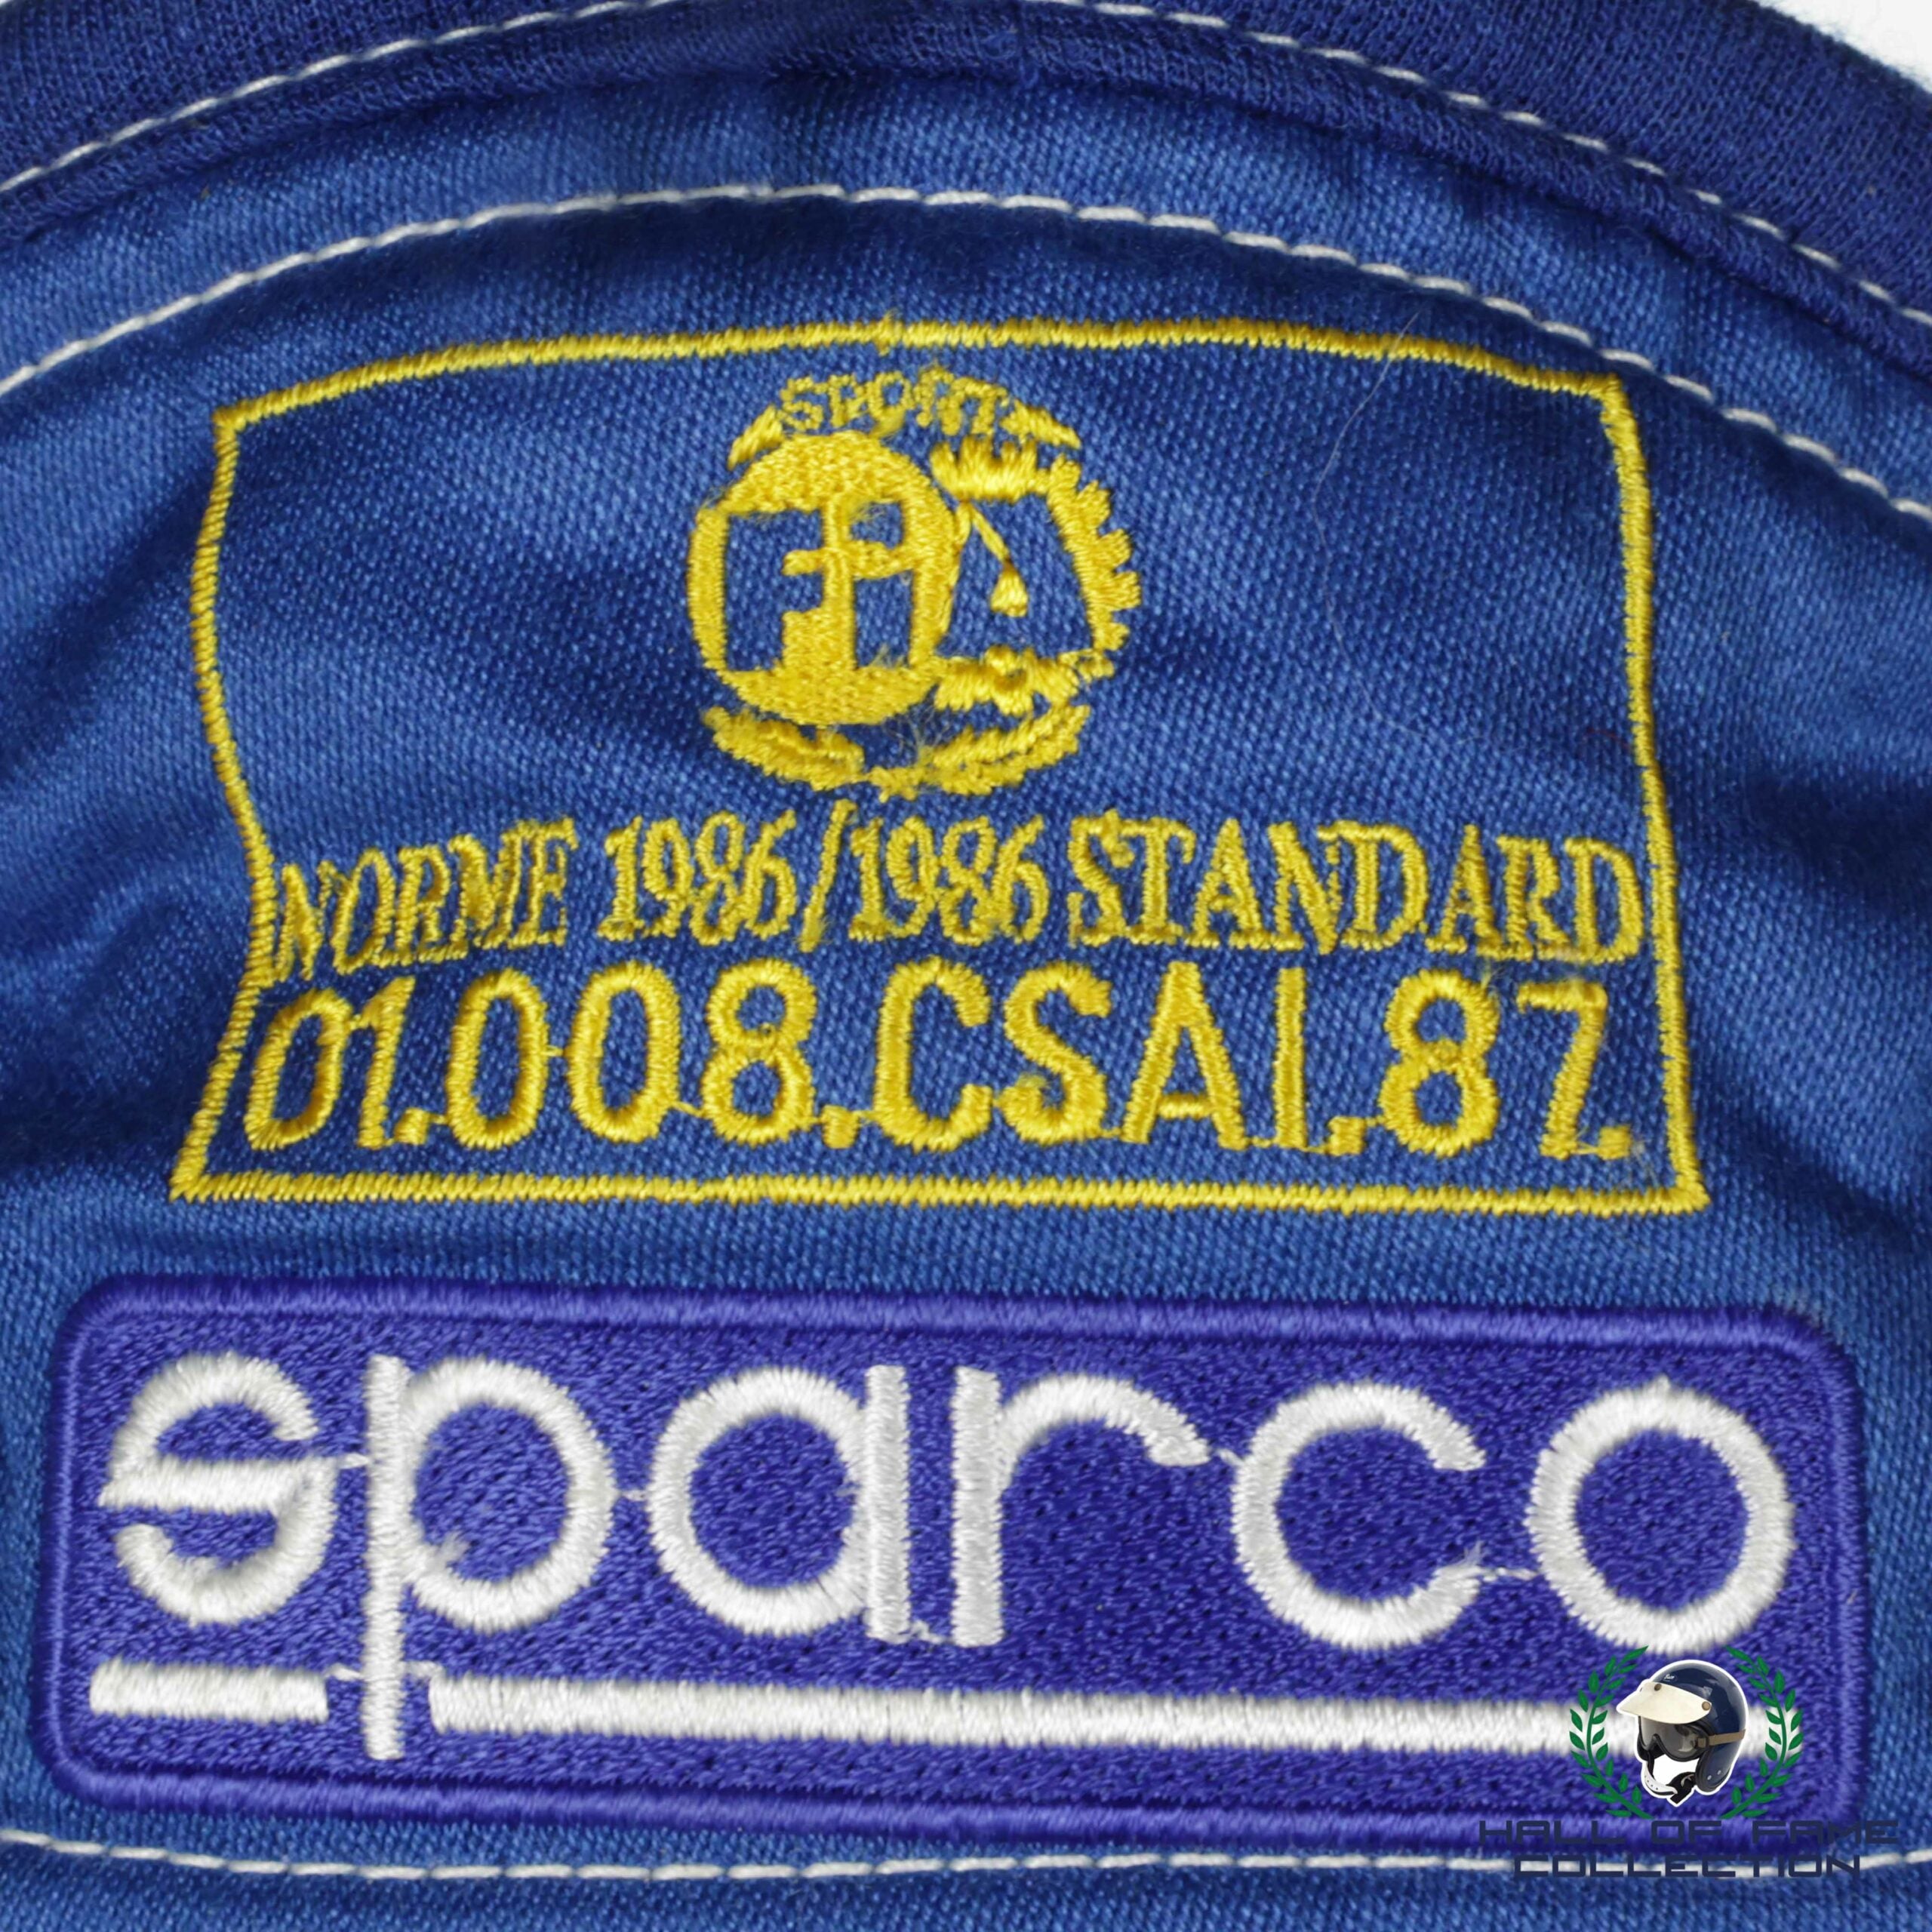 SPORT
FIA
NORME 1986/1986 STANDARD
01.008.CSAI.87.
sparco
HALL OF FAME
COLLECTION